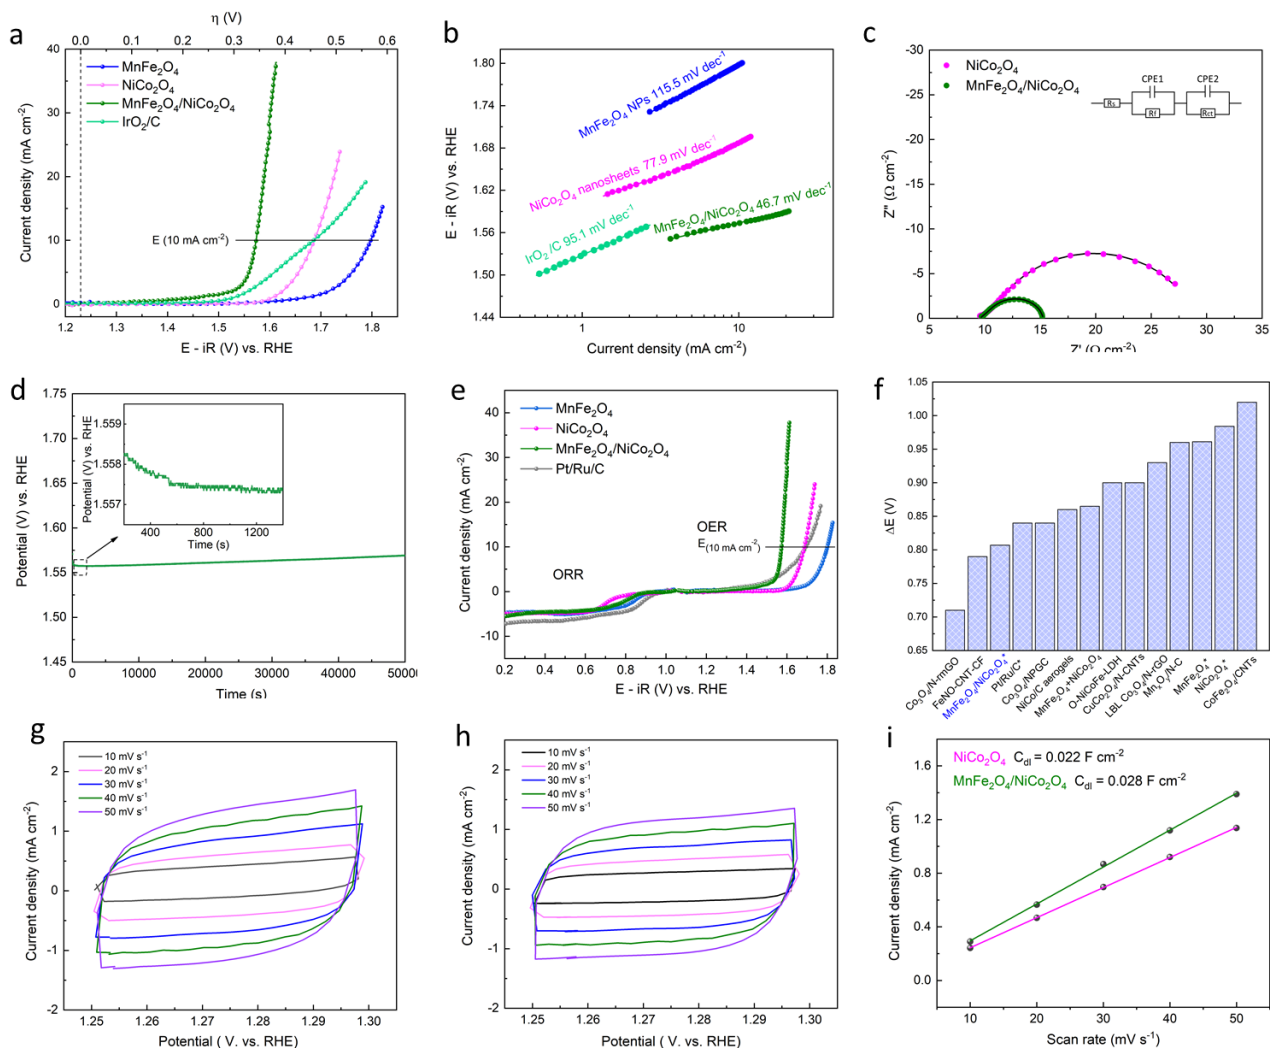 a
η (V)
0.0 0.1 0.2 0.3 0.4 0.5 0.6
40
30
20
10
0
Current density (mA cm-2)
MnFe2O4
NiCo2O4
MnFe2O4/NiCo2O4
IrO2/C
E (10 mA cm-2)
1.2 1.3 1.4 1.5 1.6 1.7 1.8
E - iR (V) vs. RHE
b
1.80
1.74
1.68
1.62
1.56
1.50
1.44
E - iR (V) vs. RHE
MnFe2O4 NPs 115.5 mV dec-1
NiCo2O4 nanosheets 77.9 mV dec-1
MnFe2O4/NiCo2O4 46.7 mV dec-1
IrO2/C 95.1 mV dec-1
1 10
Current density (mA cm-2)
c
-30
-25
-20
-15
-10
-5
0
Z'' (Ω cm-2)
NiCo2O4
MnFe2O4/NiCo2O4
CPE1 CPE2
Rs Rf Rct
5 10 15 20 25 30 35
Z' (Ω cm-2)
d
1.75
1.70
1.65
1.60
1.55
1.50
1.45
Potential (V) vs. RHE
1.559
1.558
1.557
Potential (V) vs. RHE
400 800 1200
Time (s)
0 10000 20000 30000 40000 50000
Time (s)
e
40
30
20
10
0
-10
Current density (mA cm-2)
MnFe2O4
NiCo2O4
MnFe2O4/NiCo2O4
Pt/Ru/C
OER
E(10 mA cm-2)
ORR
0.2 0.4 0.6 0.8 1.0 1.2 1.4 1.6 1.8
E - iR (V) vs. RHE
f
1.05
1.00
0.95
0.90
0.85
0.80
0.75
0.70
0.65
ΔE (V)
Co3O4/N-rmGO
FeNO-CNT-CF
MnFe2O4/NiCo2O4*
Pt/Ru/C*
Co3O4/NPGC
NiCo/C aerogels
MnFe2O4+NiCo2O4
O-NiCoFe-LDH
CuCo2O4/N-CNTs
LBL Co3O4/N-rGO
MnxOy/N-C
MnFe2O4*
NiCo2O4*
CoFe2O4/CNTs
g
2
1
0
-1
-2
Current density (mA cm-2)
10 mV s-1
20 mV s-1
30 mV s-1
40 mV s-1
50 mV s-1
1.25 1.26 1.27 1.28 1.29 1.30
Potential ( V. vs. RHE)
h
2
1
0
-1
-2
Current density (mA cm-2)
10 mV s-1
20 mV s-1
30 mV s-1
40 mV s-1
50 mV s-1
1.25 1.26 1.27 1.28 1.29 1.30
Potential ( V. vs. RHE)
i
1.6
1.2
0.8
0.4
0.0
Current density (mA cm-2)
NiCo2O4 Cdl = 0.022 F cm-2
MnFe2O4/NiCo2O4 Cdl = 0.028 F cm-2
10 20 30 40 50
Scan rate (mV s-1)